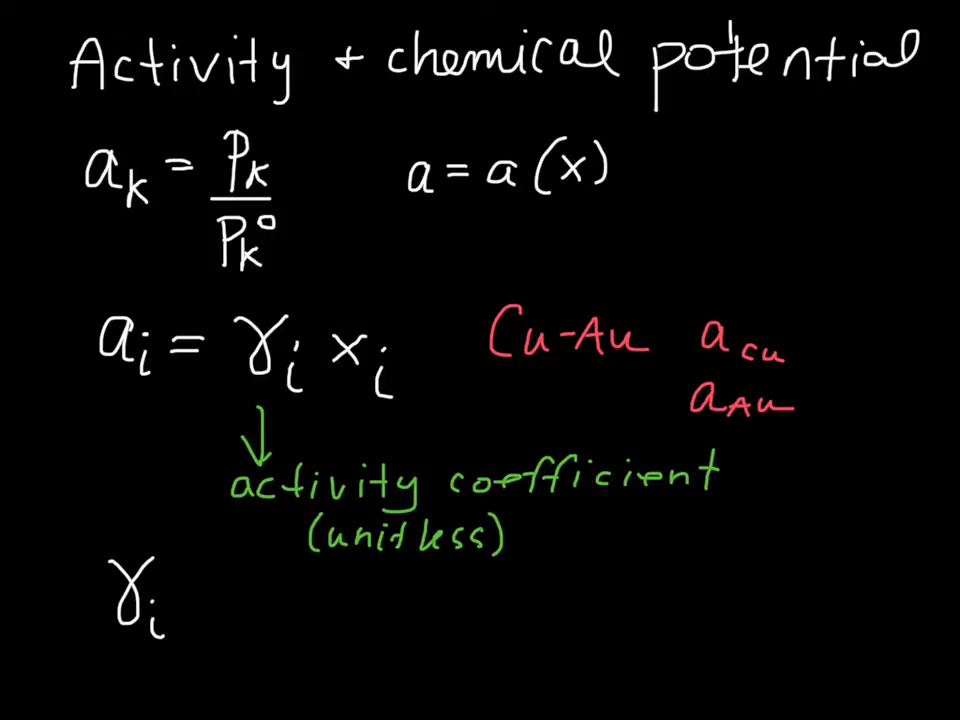 Activity + chemical potential
a_k = P_k / P_k° a = a(x)
a_i = γ_i x_i Cu-Au a_Cu
a_Au
↓
activity coefficient
(unitless)
γ_i